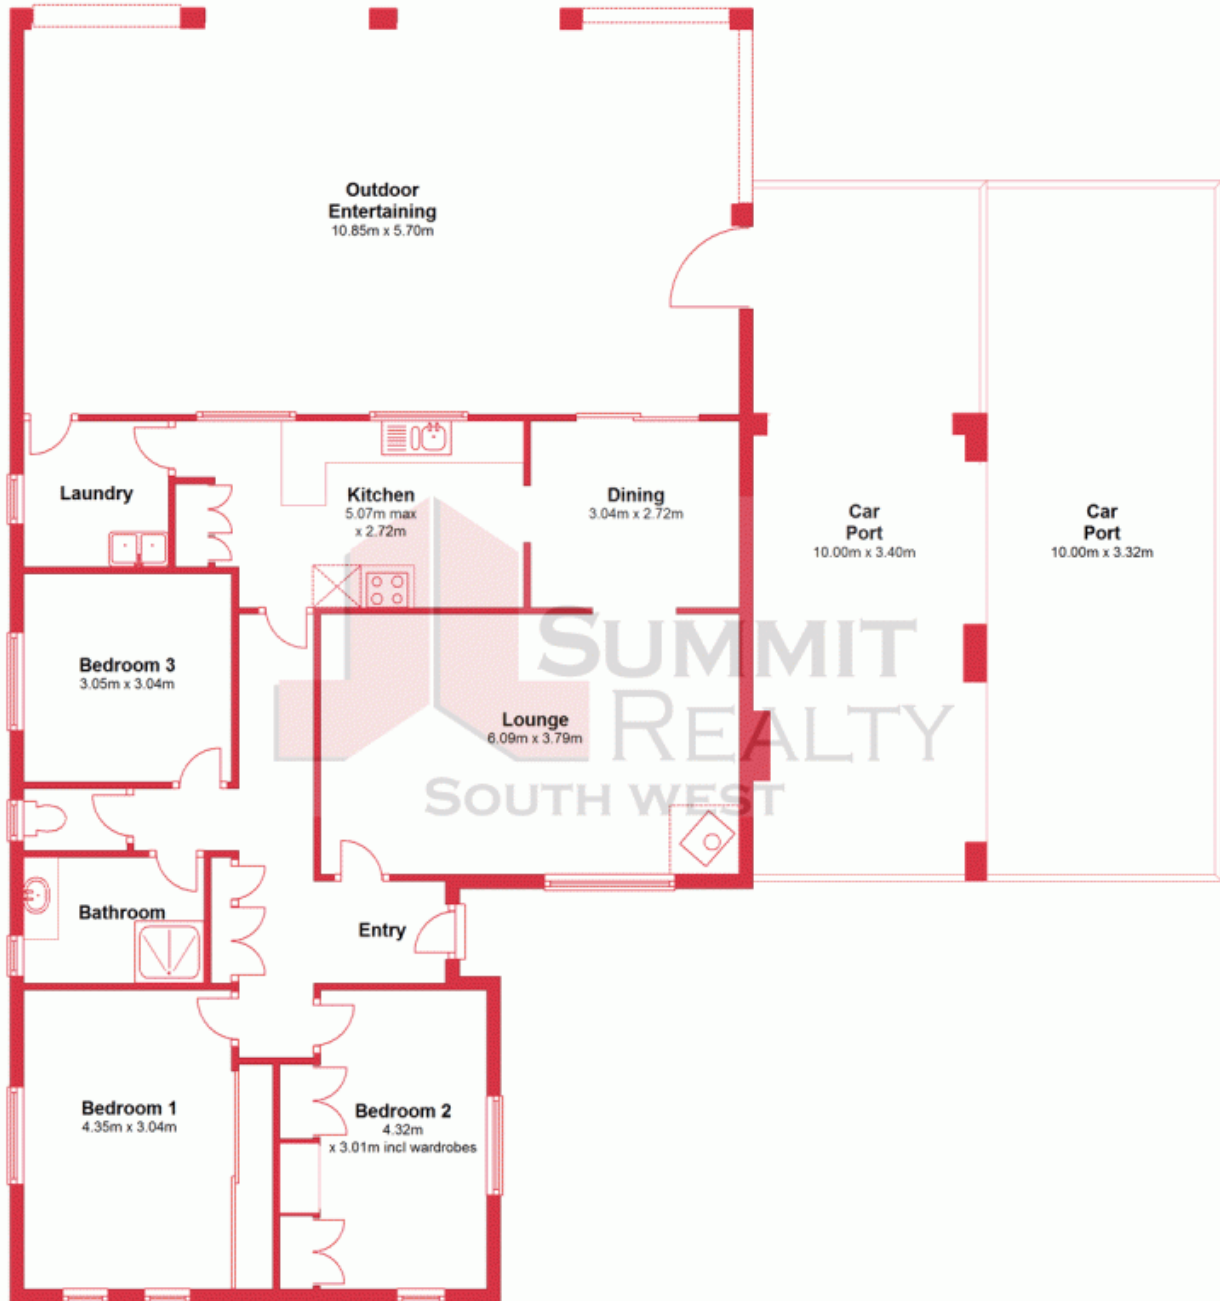 Outdoor
Entertaining
10.85m x 5.70m
Laundry
Kitchen
5.07m max
x 2.72m
Dining
3.04m x 2.72m
Car
Port
10.00m x 3.40m
Car
Port
10.00m x 3.32m
Bedroom 3
3.05m x 3.04m
Lounge
6.09m x 3.79m
SUMMIT
REALTY
SOUTH WEST
Bathroom
Entry
Bedroom 1
4.35m x 3.04m
Bedroom 2
4.32m
x 3.01m incl wardrobes